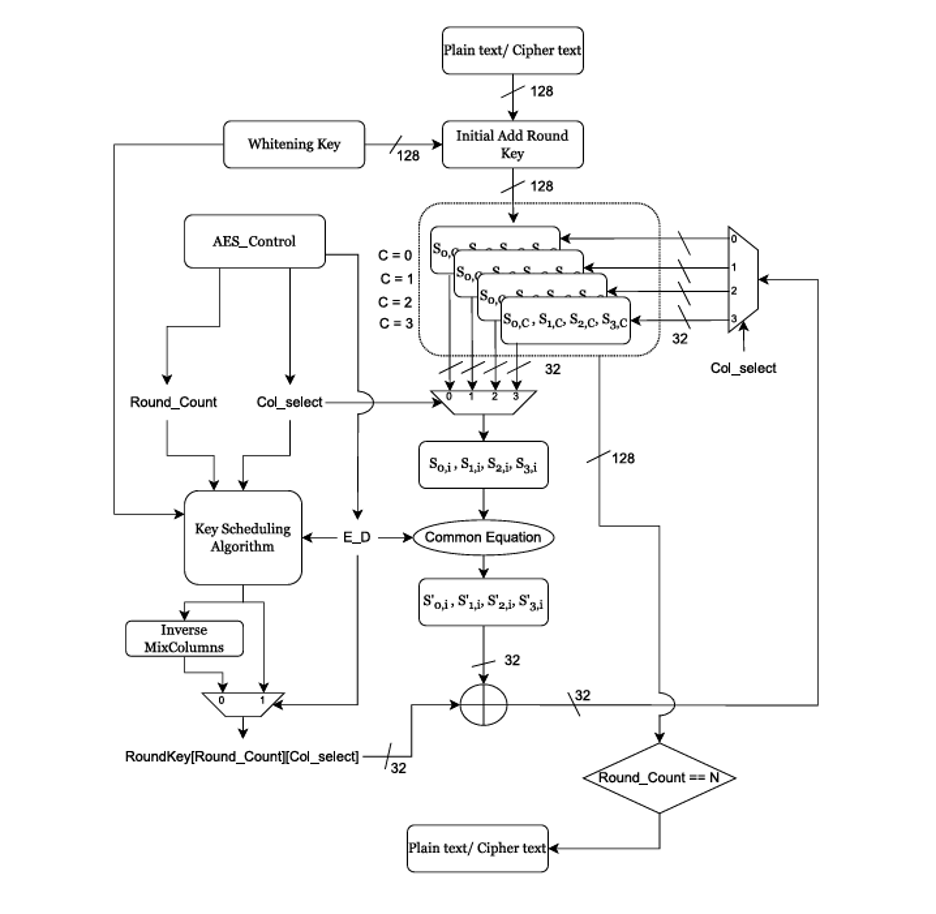 Plain text/ Cipher text
128
Whitening Key
128
Initial Add Round
Key
128
AES_Control
C = 0
C = 1
C = 2
C = 3
S0,C , S1,C, S2,C, S3,C
0
1
2
3
32
Col_select
32
Round_Count
Col_select
0 1 2 3
128
S0,i , S1,i, S2,i, S3,i
Key Scheduling
Algorithm
E_D
Common Equation
S'0,i , S'1,i, S'2,i, S'3,i
Inverse
MixColumns
32
0 1
32
RoundKey[Round_Count][Col_select]
32
Round_Count == N
Plain text/ Cipher text